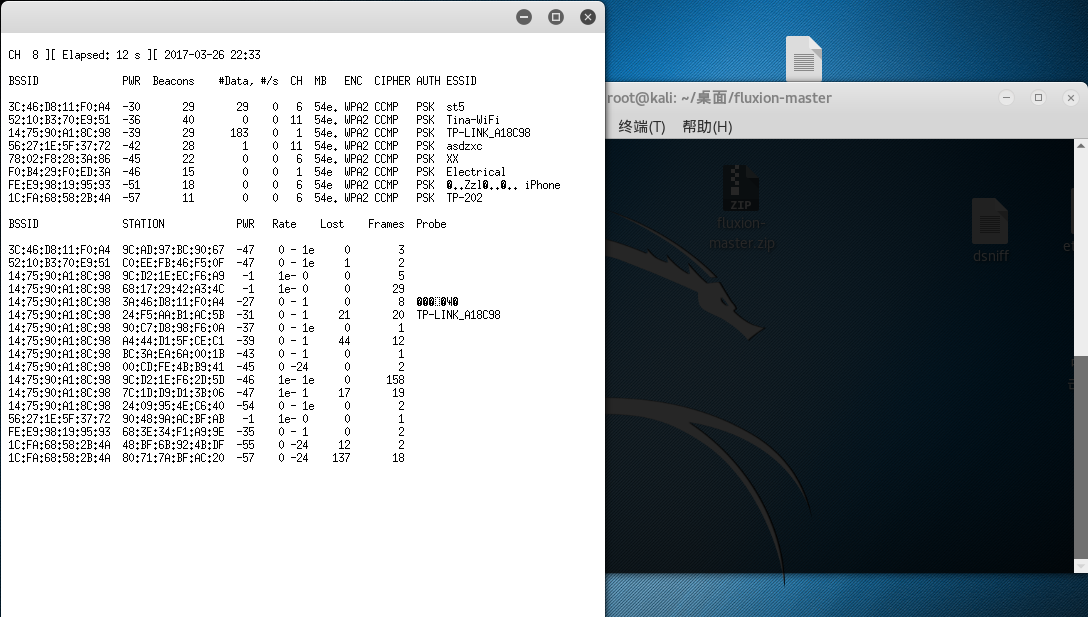 CH  8 ][ Elapsed: 12 s ][ 2017-03-26 22:33
BSSID              PWR  Beacons    #Data, #/s  CH  MB   ENC  CIPHER AUTH ESSID
3C:46:D8:11:F0:A4  -30       29       29    0   6  54e. WPA2 CCMP   PSK  st5
52:10:B3:70:E9:51  -36       40        0    0  11  54e. WPA2 CCMP   PSK  Tina-WiFi
14:75:90:A1:8C:98  -39       29      183    0   1  54e. WPA2 CCMP   PSK  TP-LINK_A18C98
56:27:1E:5F:37:72  -42       28        1    0  11  54e. WPA2 CCMP   PSK  asdzxc
78:02:F8:28:3A:86  -45       22        0    0   6  54e. WPA2 CCMP   PSK  XX
F0:B4:29:F0:ED:3A  -46       15        0    0   1  54e  WPA2 CCMP   PSK  Electrical
FE:E9:98:19:95:93  -51       18        0    0   6  54e  WPA2 CCMP   PSK  iPhone
1C:FA:68:58:2B:4A  -57       11        0    0   6  54e. WPA2 CCMP   PSK  TP-202
BSSID              STATION            PWR   Rate    Lost    Frames  Probe
3C:46:D8:11:F0:A4  9C:AD:97:BC:90:67  -47    0 - 1e     0        3
52:10:B3:70:E9:51  C0:EE:FB:46:F5:0F  -47    0 - 1e     1        2
14:75:90:A1:8C:98  9C:D2:1E:EC:F6:A9   -1    1e- 0      0        5
14:75:90:A1:8C:98  68:17:29:42:A3:4C   -1    1e- 0      0       29
14:75:90:A1:8C:98  3A:46:D8:11:F0:A4  -27    0 - 1      0        8
14:75:90:A1:8C:98  24:F5:AA:B1:AC:5B  -31    0 - 1     21       20  TP-LINK_A18C98
14:75:90:A1:8C:98  90:C7:D8:98:F6:0A  -37    0 - 1e     0        1
14:75:90:A1:8C:98  A4:44:D1:5F:CE:C1  -39    0 - 1     44       12
14:75:90:A1:8C:98  BC:3A:EA:6A:00:1B  -43    0 - 1      0        1
14:75:90:A1:8C:98  00:CD:FE:4B:B9:41  -45    0 -24      0        2
14:75:90:A1:8C:98  9C:D2:1E:F6:2D:5D  -46    1e- 1e     0      158
14:75:90:A1:8C:98  7C:1D:D9:D1:3B:06  -47    1e- 1     17       19
14:75:90:A1:8C:98  24:09:95:4E:C6:40  -54    0 - 1e     0        2
56:27:1E:5F:37:72  90:48:9A:AC:BF:AB   -1    1e- 0      0        1
FE:E9:98:19:95:93  68:3E:34:F1:A9:9E  -35    0 - 1      0        2
1C:FA:68:58:2B:4A  48:BF:6B:92:4B:DF  -55    0 -24     12        2
1C:FA:68:58:2B:4A  80:71:7A:BF:AC:20  -57    0 -24    137       18
root@kali: ~/桌面/fluxion-master
终端(T) 帮助(H)
ZIP
fluxion-
master.zip
dsniff